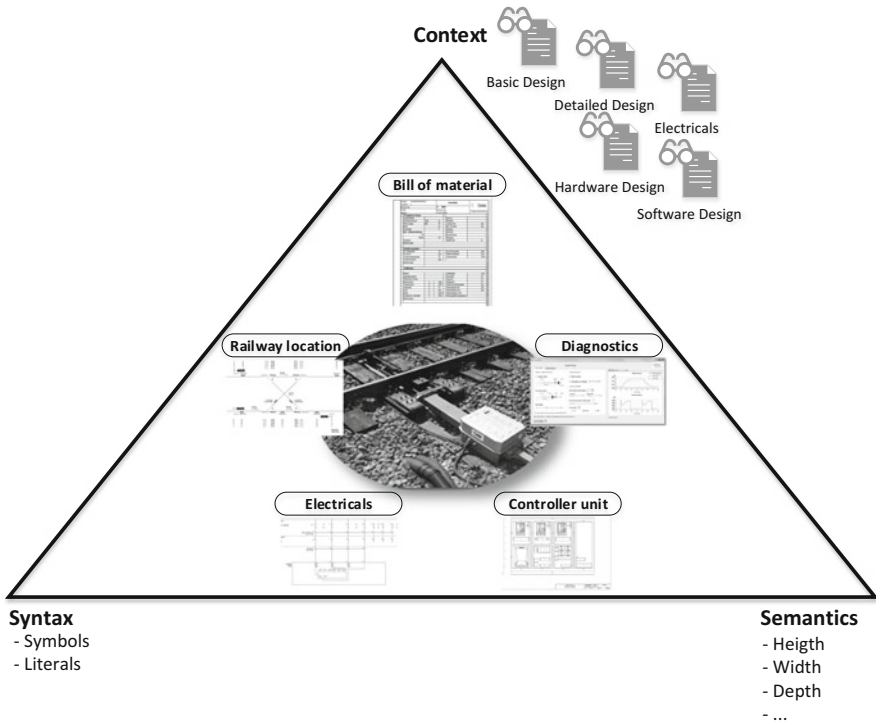 Context
Basic Design
Detailed Design
Electricals
Hardware Design
Software Design
Bill of material
Railway location
Diagnostics
Electricals
Controller unit
Syntax
- Symbols
- Literals
Semantics
- Heigth
- Width
- Depth
- ...